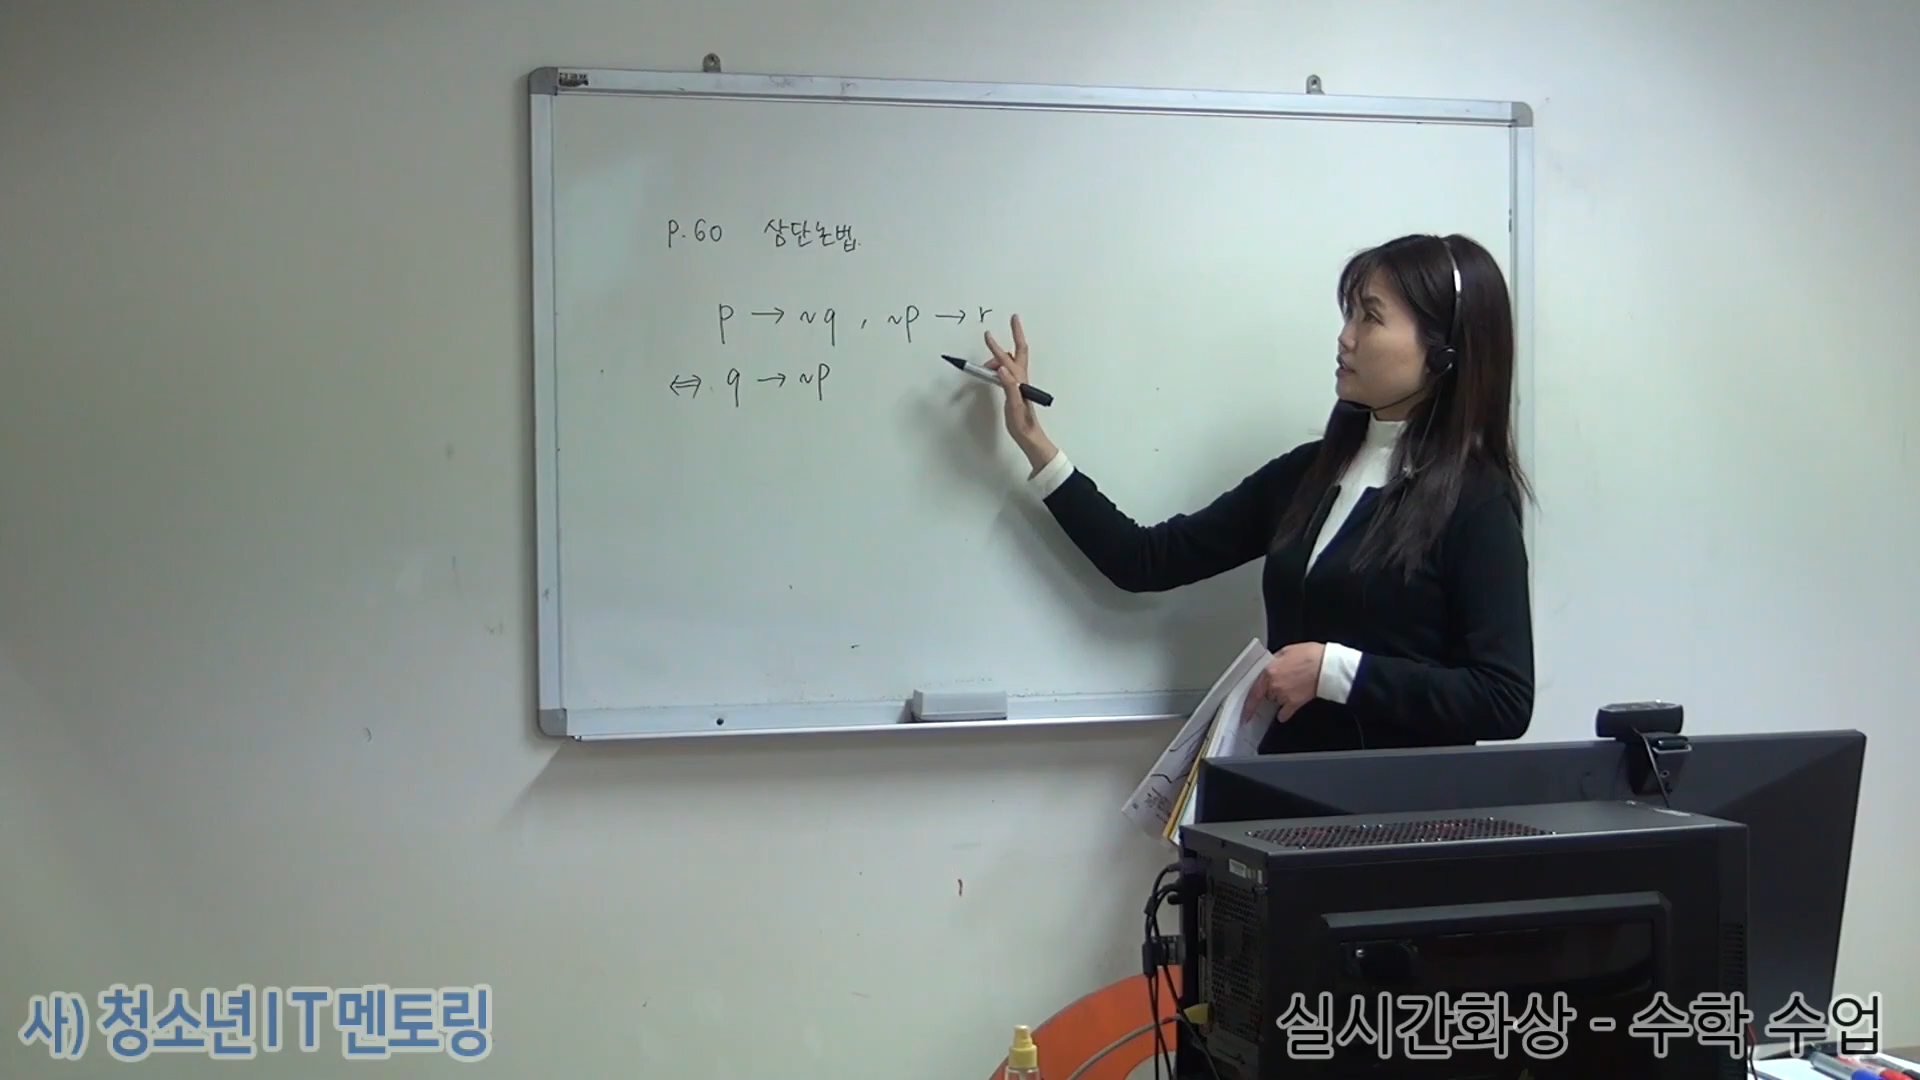 P.60 삼단논법.
p → ~q , ~p → r
⇔ q → ~p
사) 청소년 IT멘토링
실시간화상 - 수학 수업